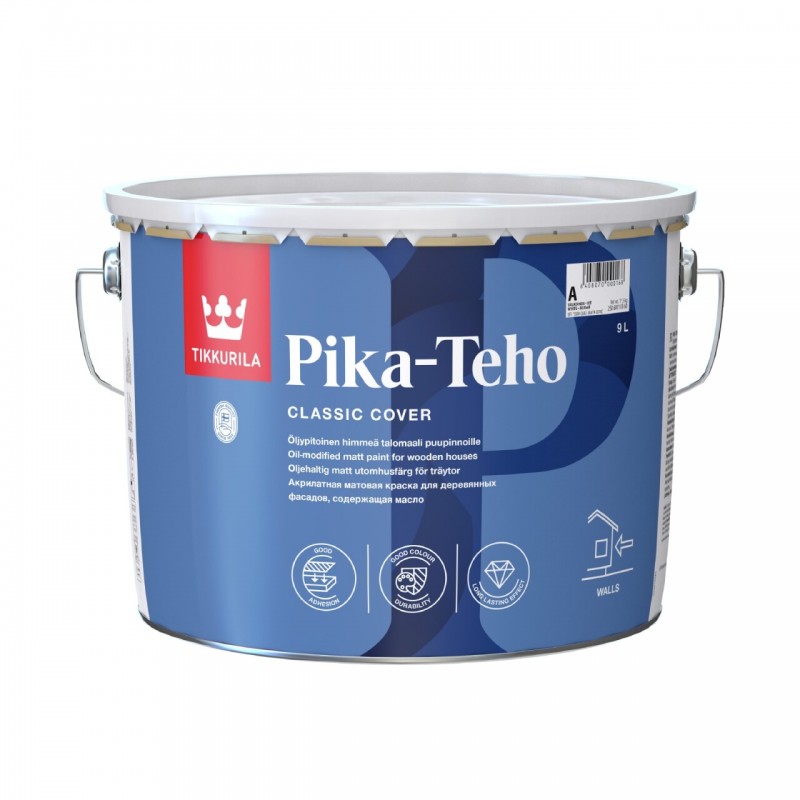 A
9 L
TIKKURILA
Pika-Teho
CLASSIC COVER
Öljypitoinen himmeä talomaali puupinnoille
Oil-modified matt paint for wooden houses
Oljehaltig matt utomhusfärg för träytor
Акрилатная матовая краска для деревянных
фасадов, содержащая масло
GOOD
ADHESION
GOOD COLOUR
DURABILITY
LONG LASTING EFFECT
WALLS